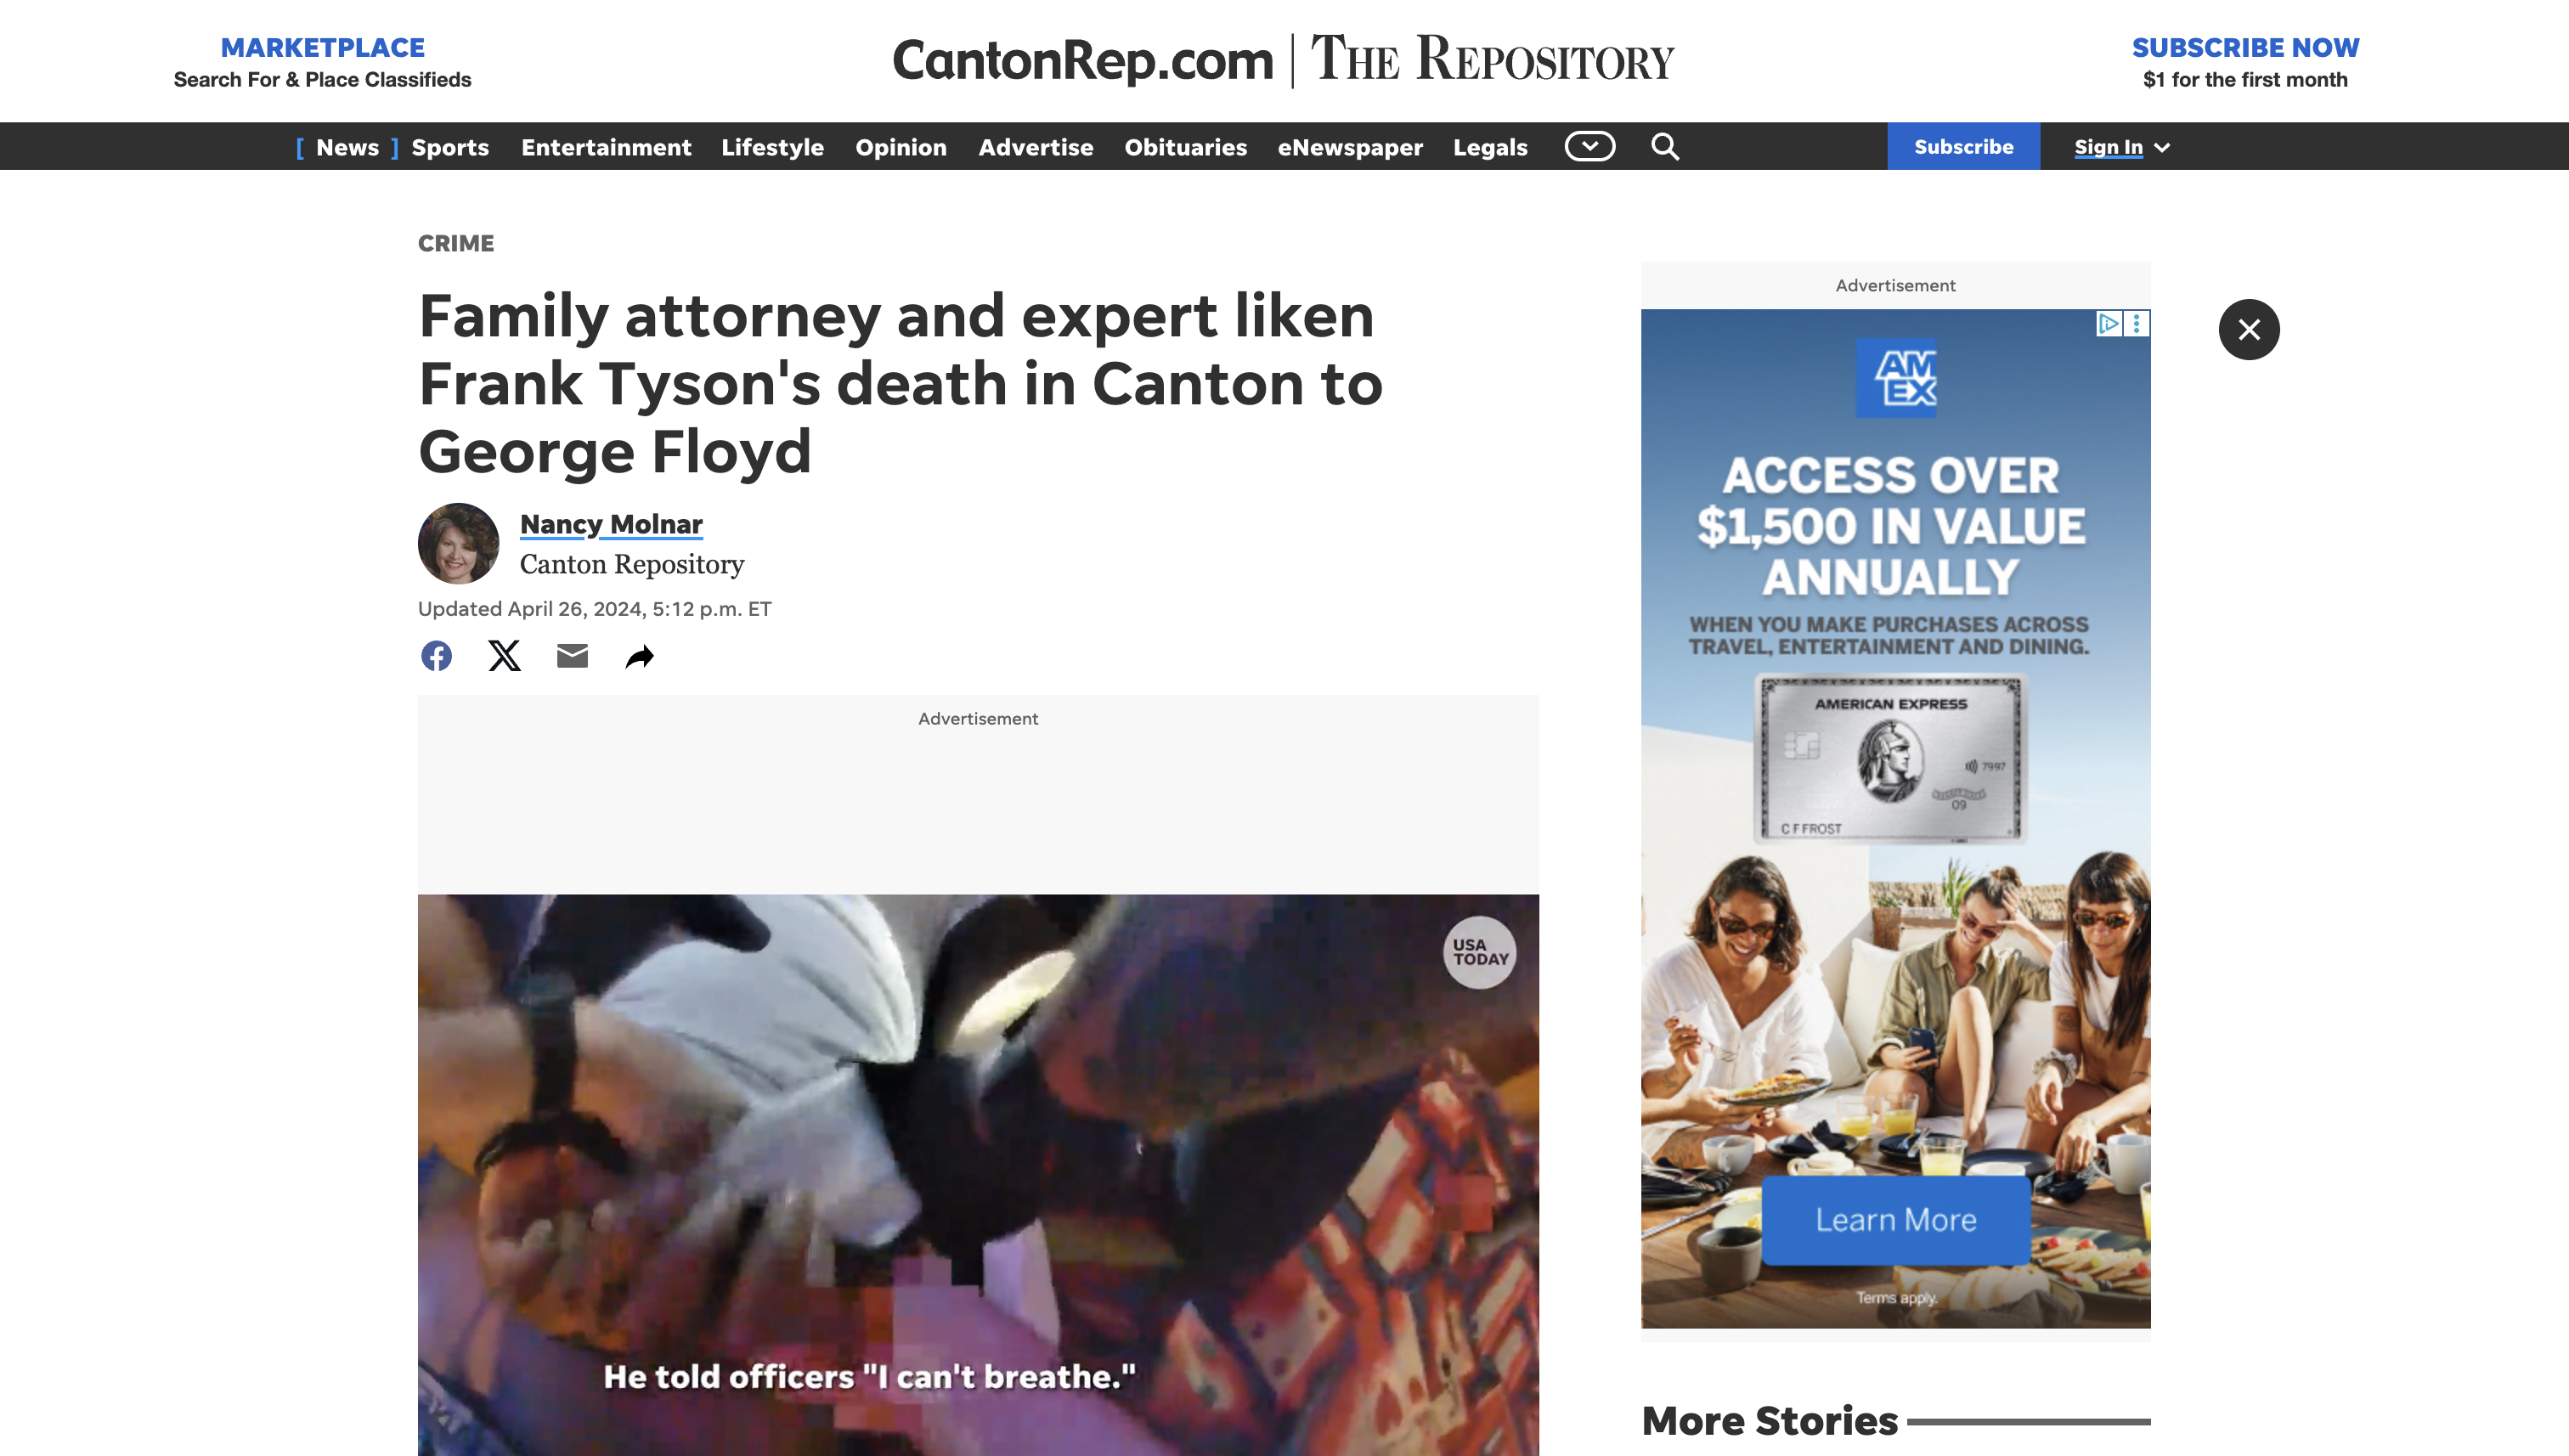 MARKETPLACE
Search For & Place Classifieds
CantonRep.com | THE REPOSITORY
SUBSCRIBE NOW
$1 for the first month
[ News ] Sports Entertainment Lifestyle Opinion Advertise Obituaries eNewspaper Legals
Subscribe
Sign In
CRIME
Family attorney and expert liken
Frank Tyson's death in Canton to
George Floyd
Nancy Molnar
Canton Repository
Updated April 26, 2024, 5:12 p.m. ET
Advertisement
USA
TODAY
He told officers "I can't breathe."
Advertisement
AM
EX
ACCESS OVER
$1,500 IN VALUE
ANNUALLY
WHEN YOU MAKE PURCHASES ACROSS
TRAVEL, ENTERTAINMENT AND DINING.
AMERICAN EXPRESS
7997
09
C F FROST
Learn More
Terms apply.
More Stories